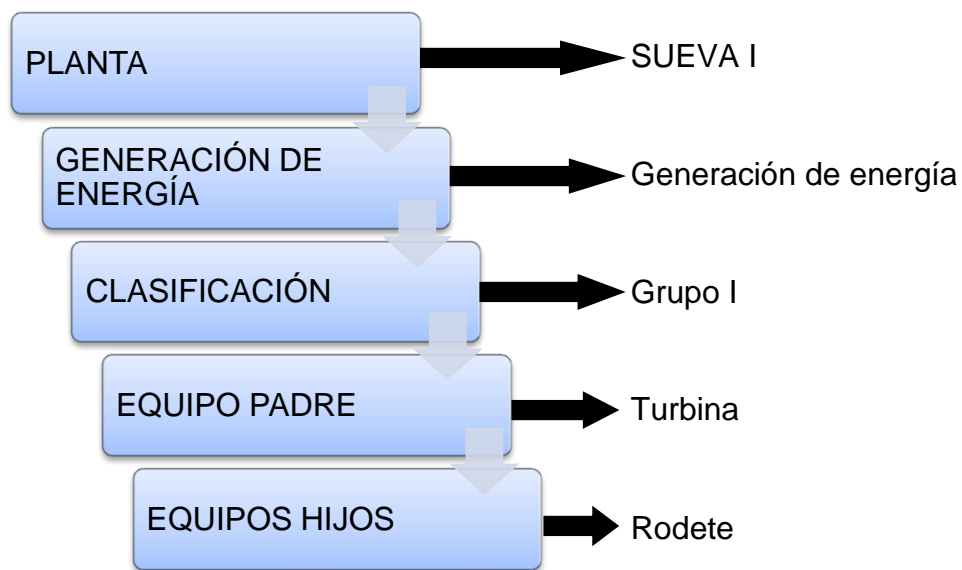 PLANTA
SUEVA I
GENERACIÓN DE
ENERGÍA
Generación de energía
CLASIFICACIÓN
Grupo I
EQUIPO PADRE
Turbina
EQUIPOS HIJOS
Rodete